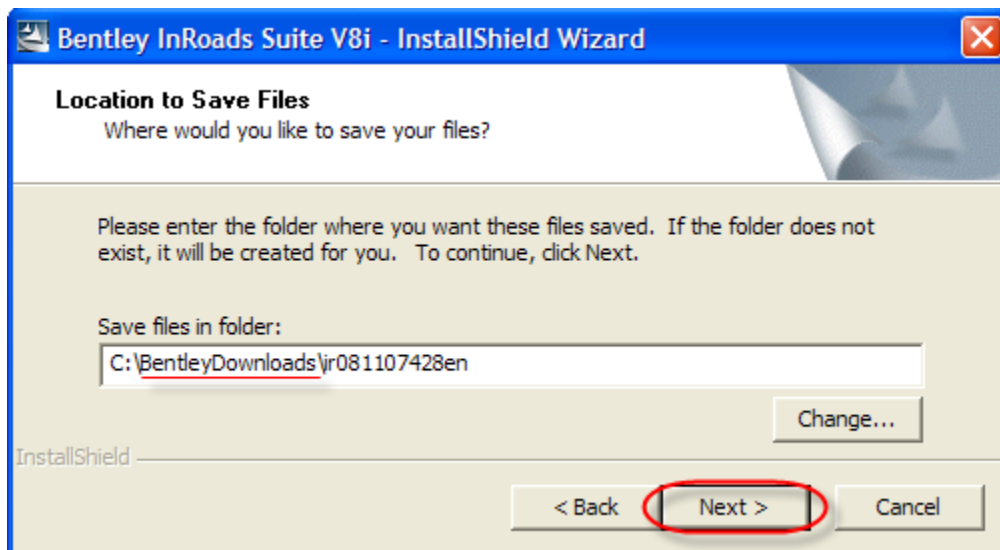 Bentley InRoads Suite V8i - InstallShield Wizard
Location to Save Files
Where would you like to save your files?
Please enter the folder where you want these files saved.  If the folder does not
exist, it will be created for you.   To continue, click Next.
Save files in folder:
C:\BentleyDownloads\ir081107428en
Change...
InstallShield
< Back
Next >
Cancel